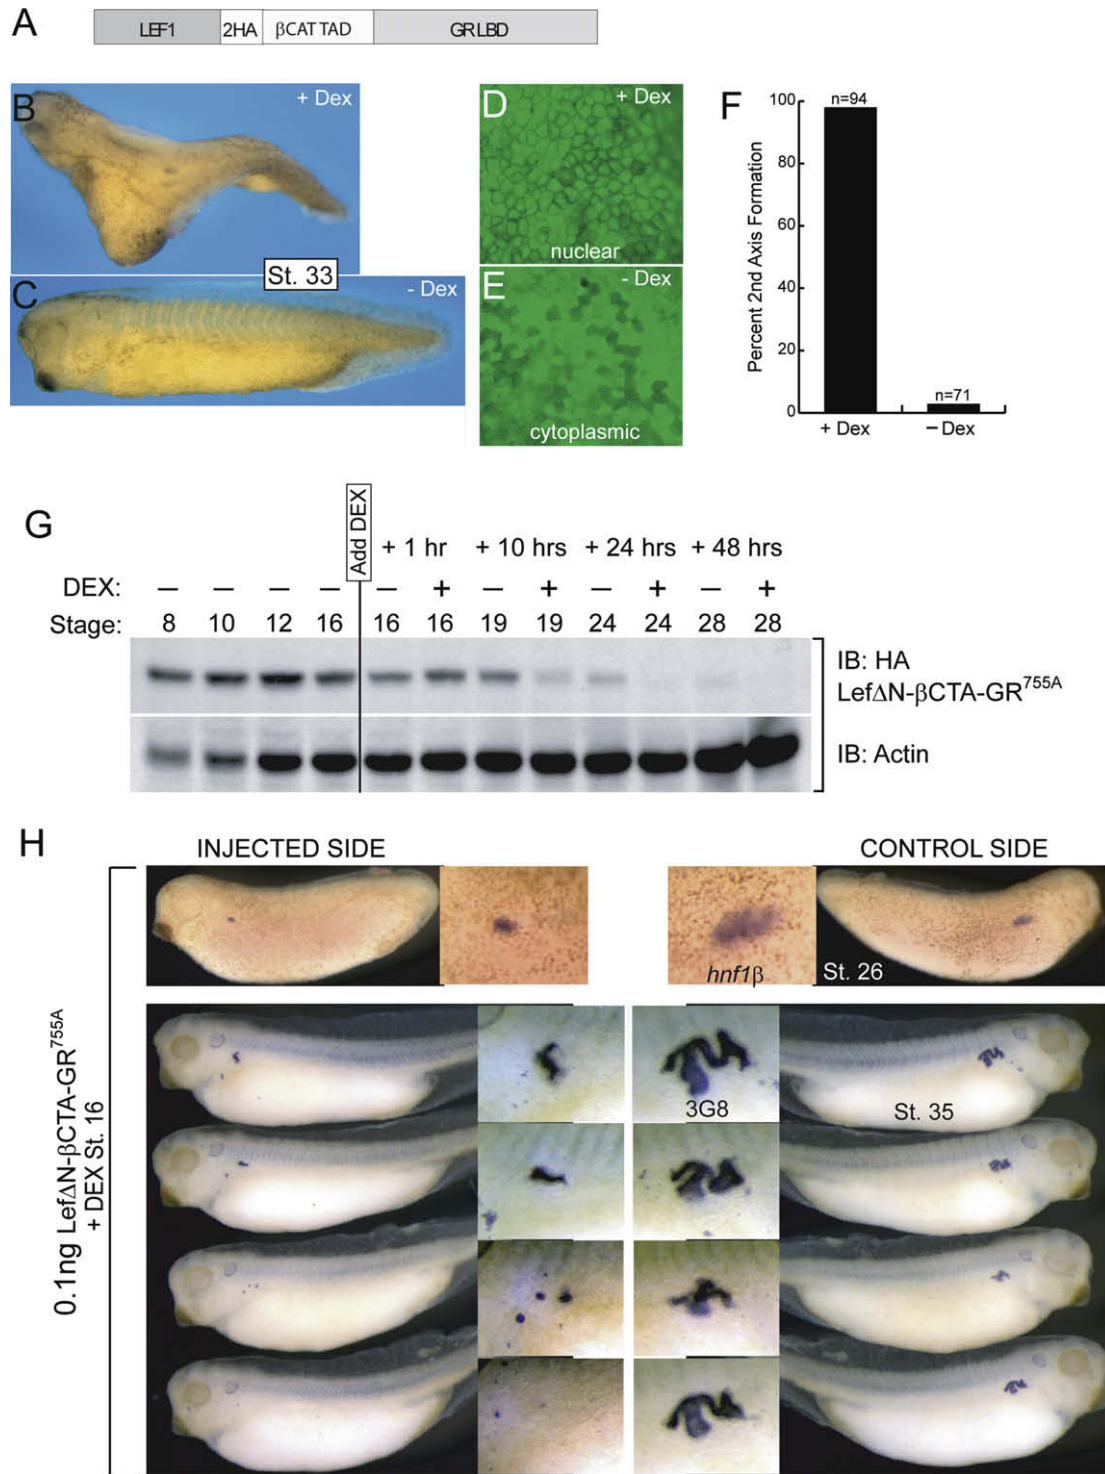 A
LEF1 2HA βCAT TAD GRLBD
B + Dex
C - Dex
St. 33
D + Dex
nuclear
E - Dex
cytoplasmic
F
Percent 2nd Axis Formation
100
80
60
40
20
0
n=94
n=71
+ Dex – Dex
G
Add DEX
+ 1 hr + 10 hrs + 24 hrs + 48 hrs
DEX: – – – – – + – + – + – +
Stage: 8 10 12 16 16 16 19 19 24 24 28 28
IB: HA
LefΔN-βCTA-GR755A
IB: Actin
H
INJECTED SIDE CONTROL SIDE
hnf1β
St. 26
3G8
St. 35
0.1ng LefΔN-βCTA-GR755A
+ DEX St. 16